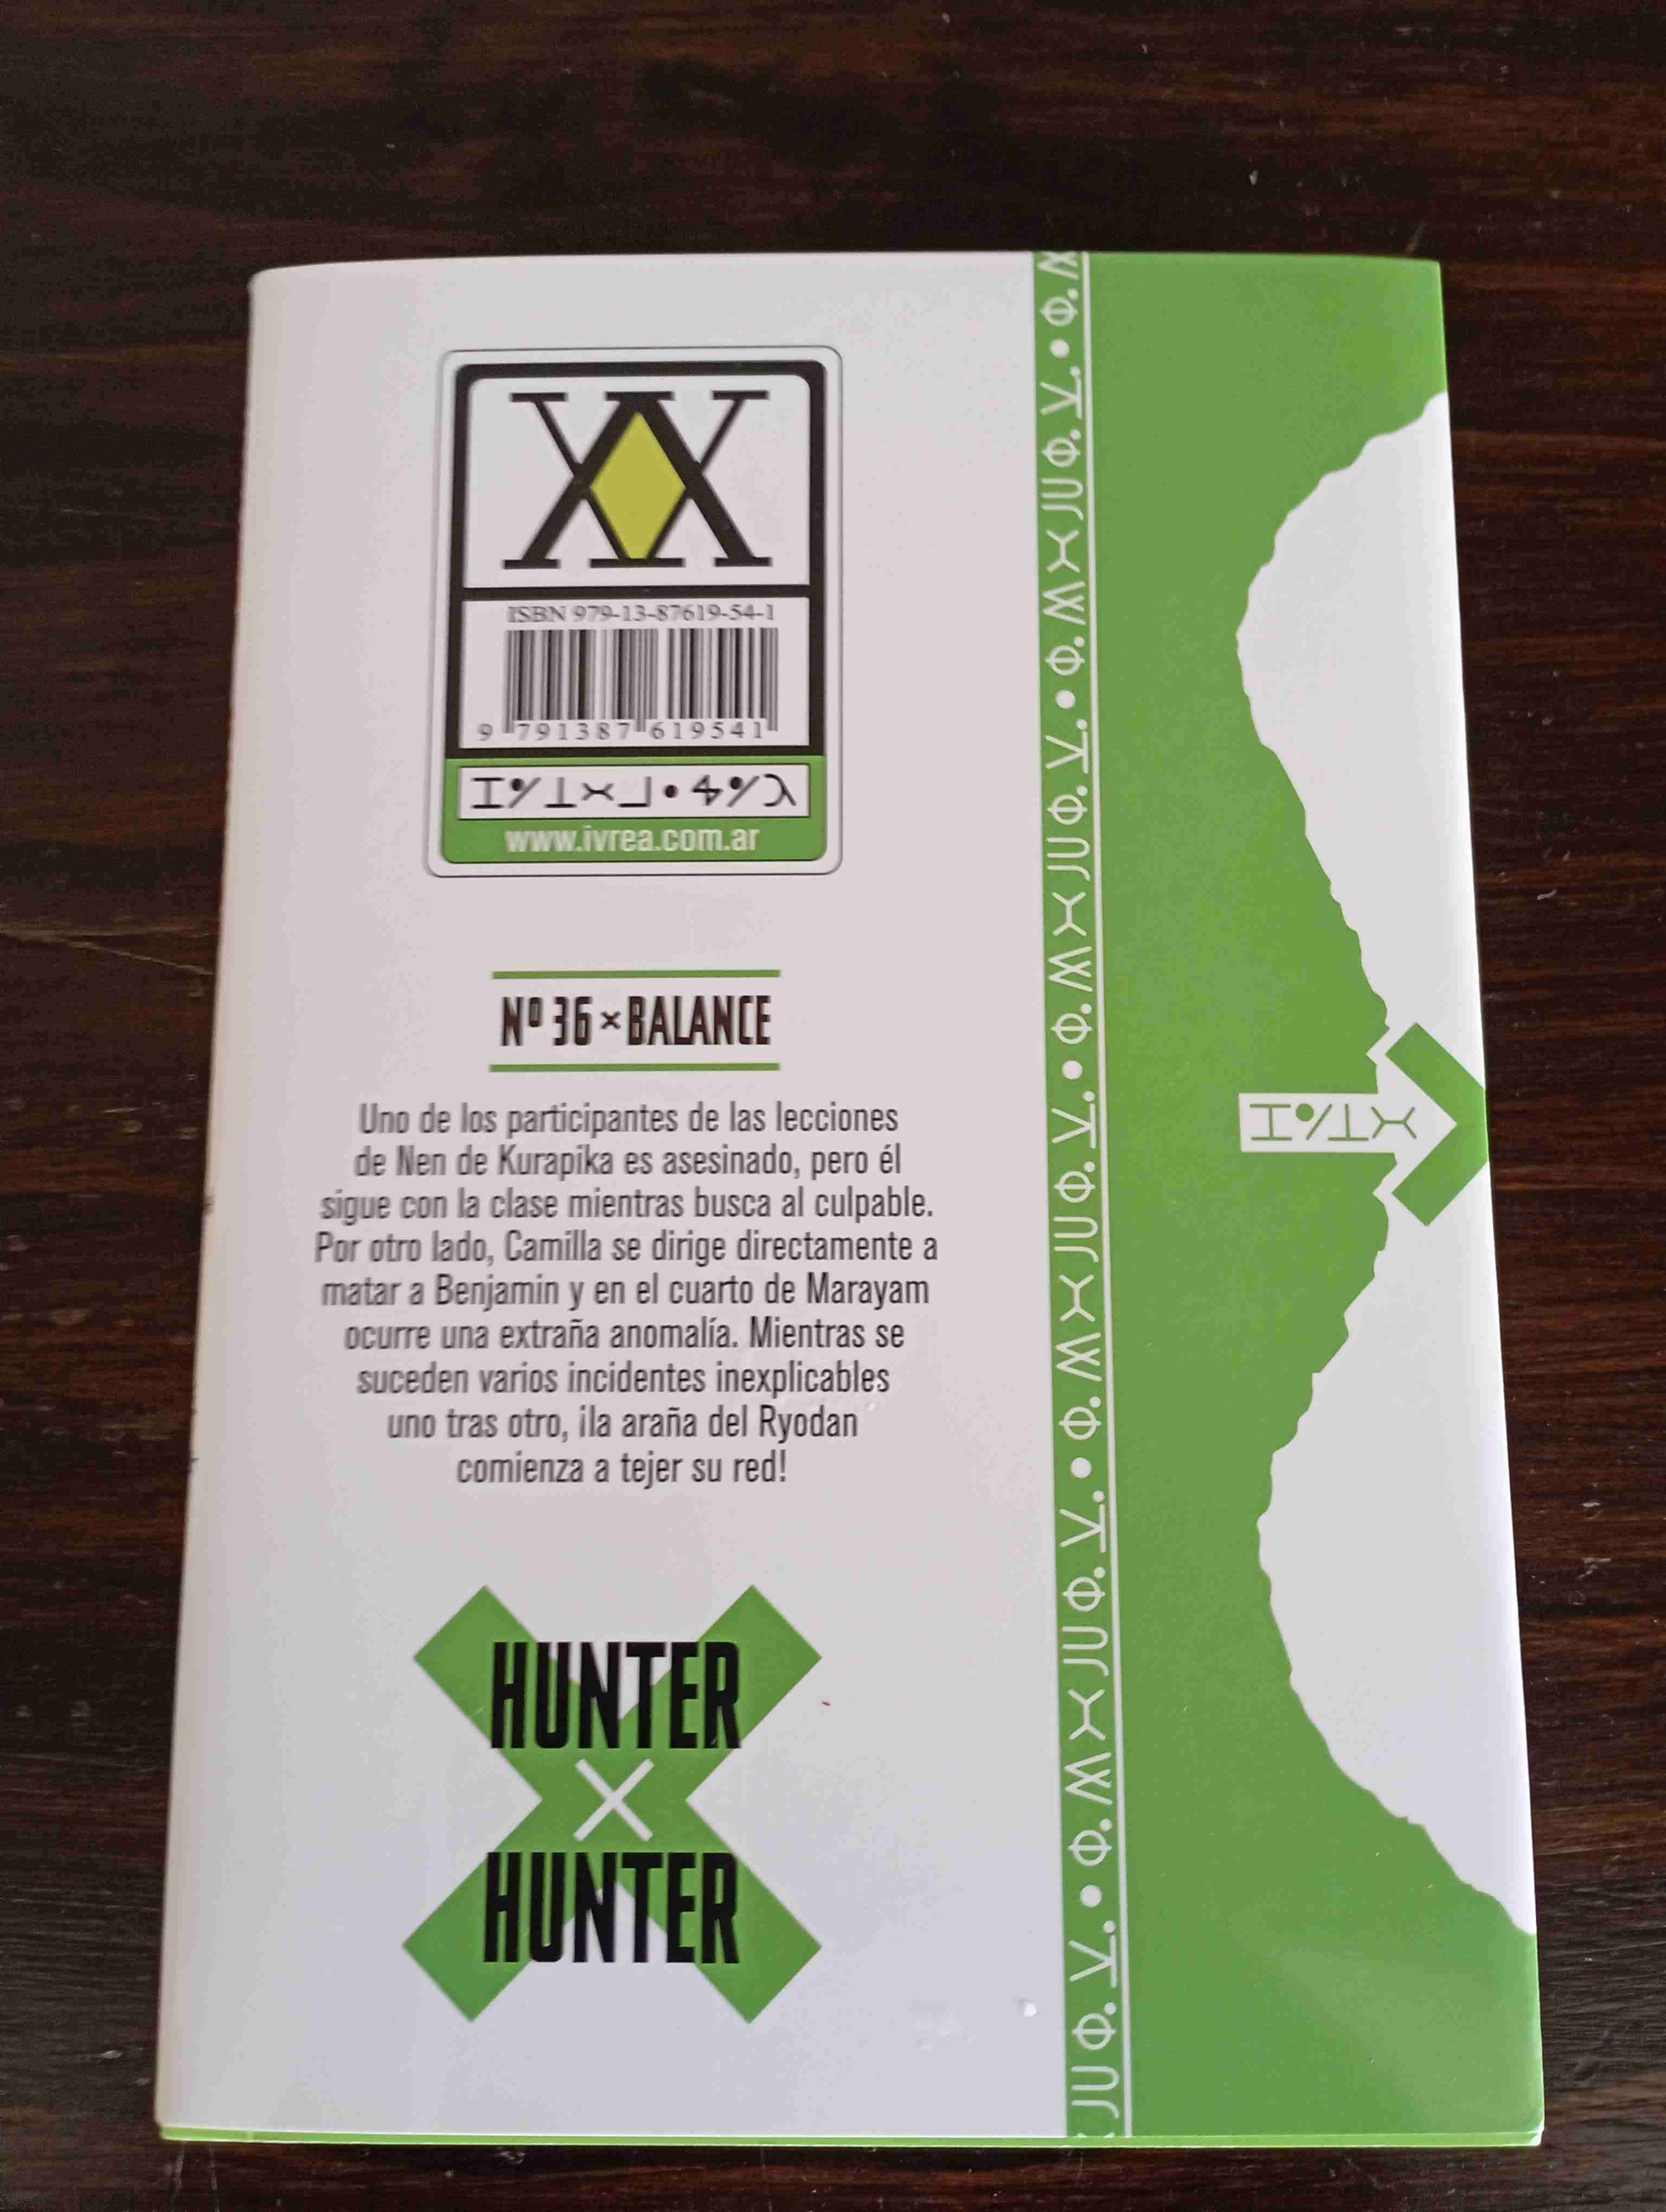 ISBN 979-13-87619-54-1
9 791387 619541
www.ivrea.com.ar
Nº 36 × BALANCE
Uno de los participantes de las lecciones
de Nen de Kurapika es asesinado, pero él
sigue con la clase mientras busca al culpable.
Por otro lado, Camilla se dirige directamente a
matar a Benjamin y en el cuarto de Marayam
ocurre una extraña anomalía. Mientras se
suceden varios incidentes inexplicables
uno tras otro, ¡la araña del Ryodan
comienza a tejer su red!
HUNTER
×
HUNTER